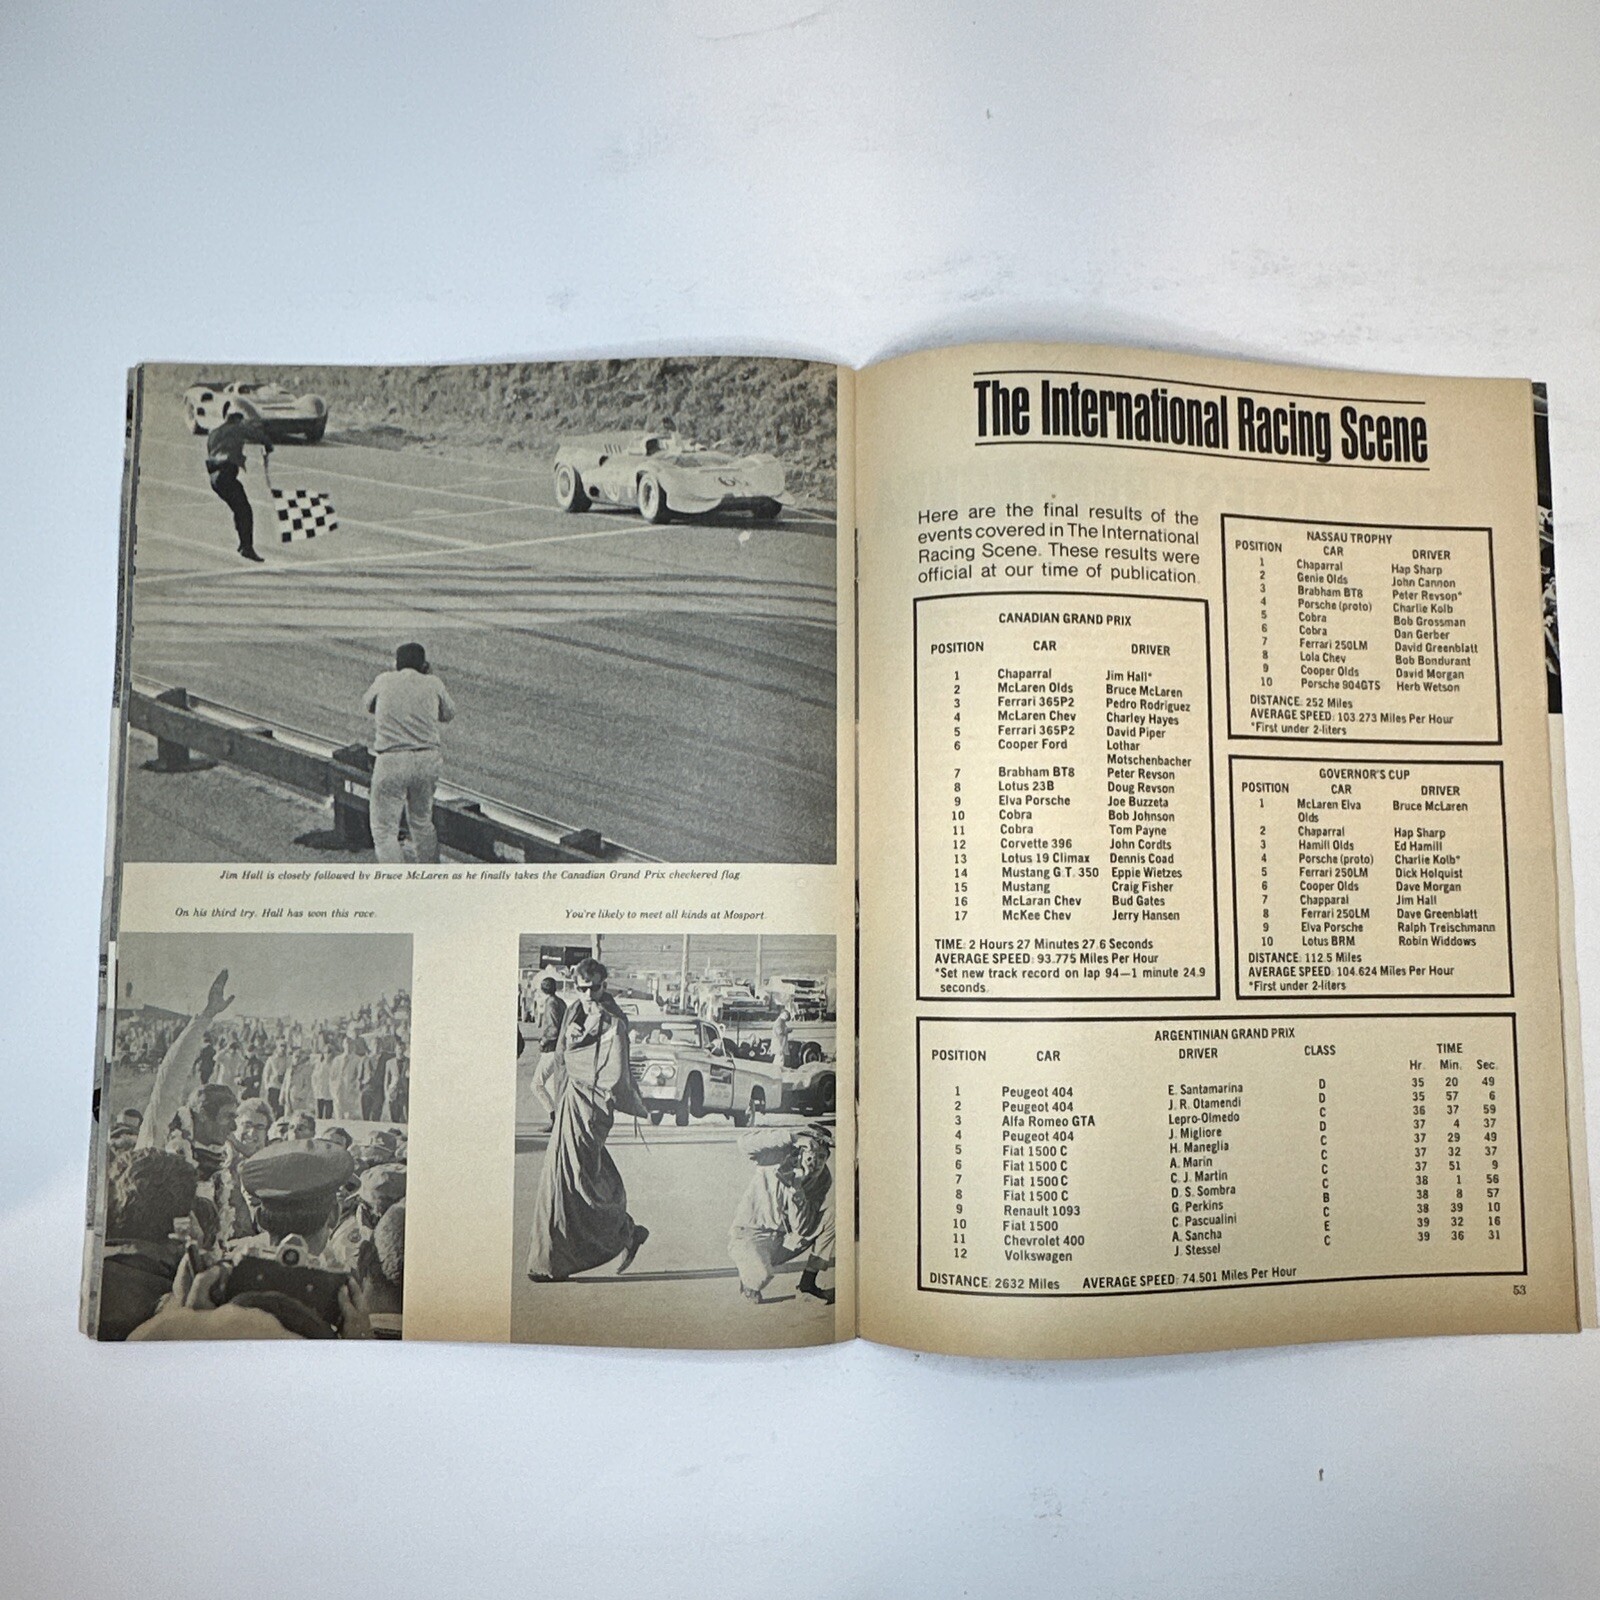 Jim Hall is closely followed by Bruce McLaren as he finally takes the Canadian Grand Prix checkered flag
On his third try, Hall has won this race.
You're likely to meet all kinds at Mosport.
The International Racing Scene
Here are the final results of the
events covered in The International
Racing Scene. These results were
official at our time of publication.
CANADIAN GRAND PRIX
POSITION CAR DRIVER
1 Chaparral Jim Hall*
2 McLaren Olds Bruce McLaren
3 Ferrari 365P2 Pedro Rodriguez
4 McLaren Chev Charley Hayes
5 Ferrari 365P2 David Piper
6 Cooper Ford Lothar
Motschenbacher
7 Brabham BT8 Peter Revson
8 Lotus 23B Doug Revson
9 Elva Porsche Joe Buzzeta
10 Cobra Bob Johnson
11 Cobra Tom Payne
12 Corvette 396 John Cordts
13 Lotus 19 Climax Dennis Coad
14 Mustang G.T. 350 Eppie Wietzes
15 Mustang Craig Fisher
16 McLaran Chev Bud Gates
17 McKee Chev Jerry Hansen
TIME: 2 Hours 27 Minutes 27.6 Seconds
AVERAGE SPEED: 93.775 Miles Per Hour
*Set new track record on lap 94—1 minute 24.9
seconds.
NASSAU TROPHY
POSITION CAR DRIVER
1 Chaparral Hap Sharp
2 Genie Olds John Cannon
3 Brabham BT8 Peter Revson*
4 Porsche (proto) Charlie Kolb
5 Cobra Bob Grossman
6 Cobra Dan Gerber
7 Ferrari 250LM David Greenblatt
8 Lola Chev Bob Bondurant
9 Cooper Olds David Morgan
10 Porsche 904GTS Herb Wetson
DISTANCE: 252 Miles
AVERAGE SPEED: 103.273 Miles Per Hour
*First under 2-liters
GOVERNOR'S CUP
POSITION CAR DRIVER
1 McLaren Elva Bruce McLaren
Olds
2 Chaparral Hap Sharp
3 Hamill Olds Ed Hamill
4 Porsche (proto) Charlie Kolb*
5 Ferrari 250LM Dick Holquist
6 Cooper Olds Dave Morgan
7 Chapparal Jim Hall
8 Ferrari 250LM Dave Greenblatt
9 Elva Porsche Ralph Treischmann
10 Lotus BRM Robin Widdows
DISTANCE: 112.5 Miles
AVERAGE SPEED: 104.624 Miles Per Hour
*First under 2-liters
ARGENTINIAN GRAND PRIX
POSITION CAR DRIVER CLASS TIME
Hr. Min. Sec.
1 Peugeot 404 E. Santamarina D 35 20 49
2 Peugeot 404 J. R. Otamendi D 35 57 6
3 Alfa Romeo GTA Lepro-Olmedo C 36 37 59
4 Peugeot 404 J. Migliore D 37 4 37
5 Fiat 1500 C H. Maneglia C 37 29 49
6 Fiat 1500 C A. Marin C 37 32 37
7 Fiat 1500 C C. J. Martin C 37 51 9
8 Fiat 1500 C D. S. Sombra C 38 1 56
9 Renault 1093 G. Perkins B 38 8 57
10 Fiat 1500 C. Pascualini C 38 39 10
11 Chevrolet 400 A. Sancha E 39 32 16
12 Volkswagen J. Stessel C 39 36 31
DISTANCE: 2632 Miles AVERAGE SPEED: 74.501 Miles Per Hour
53